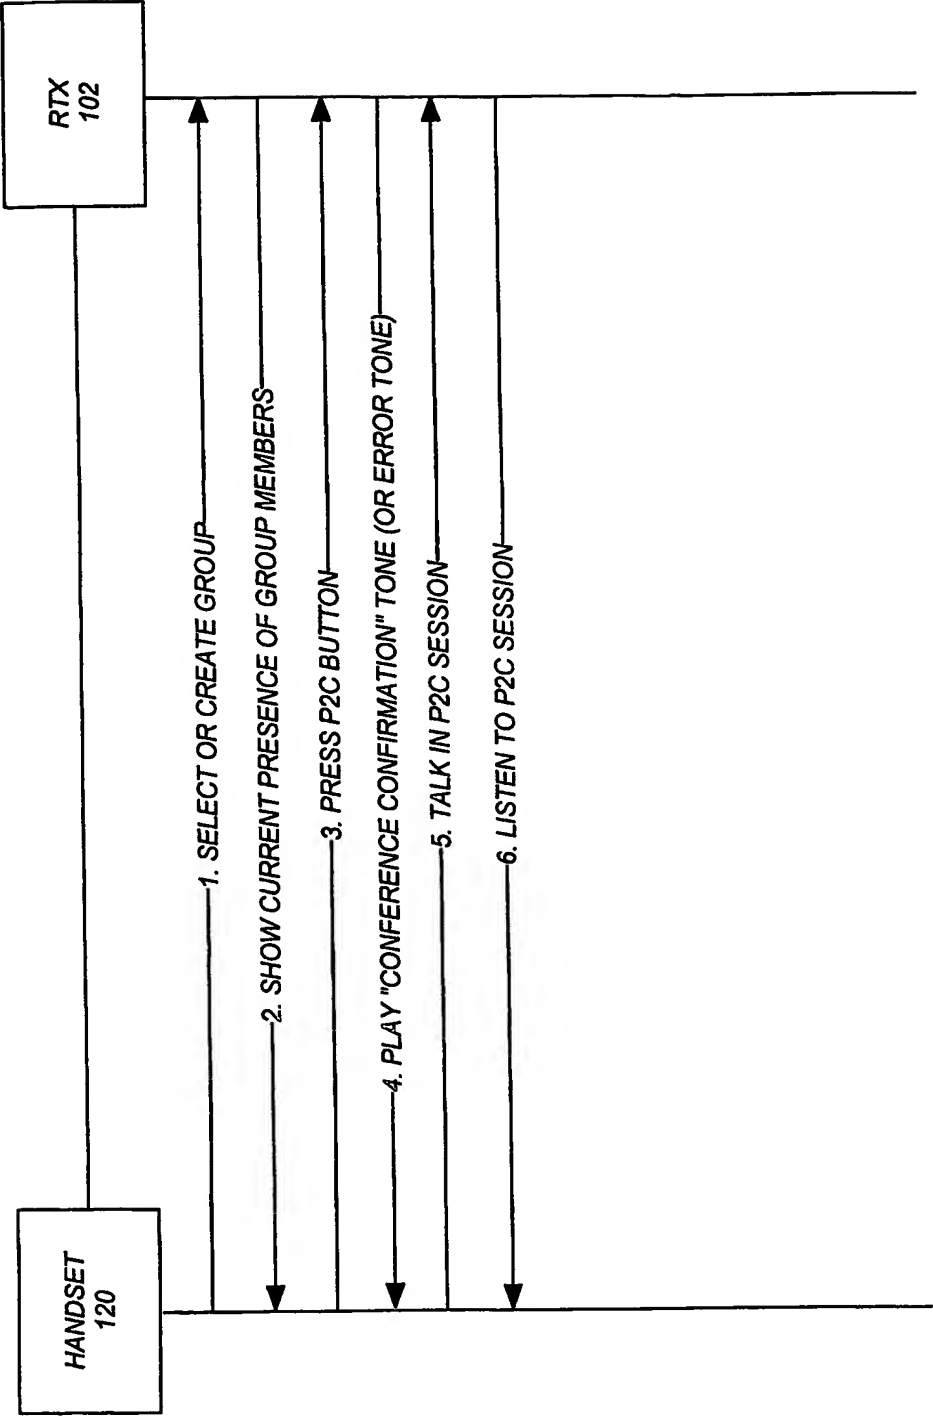 HANDSET
120
RTX
102
1. SELECT OR CREATE GROUP
2. SHOW CURRENT PRESENCE OF GROUP MEMBERS
3. PRESS P2C BUTTON
4. PLAY "CONFERENCE CONFIRMATION" TONE (OR ERROR TONE)
5. TALK IN P2C SESSION
6. LISTEN TO P2C SESSION